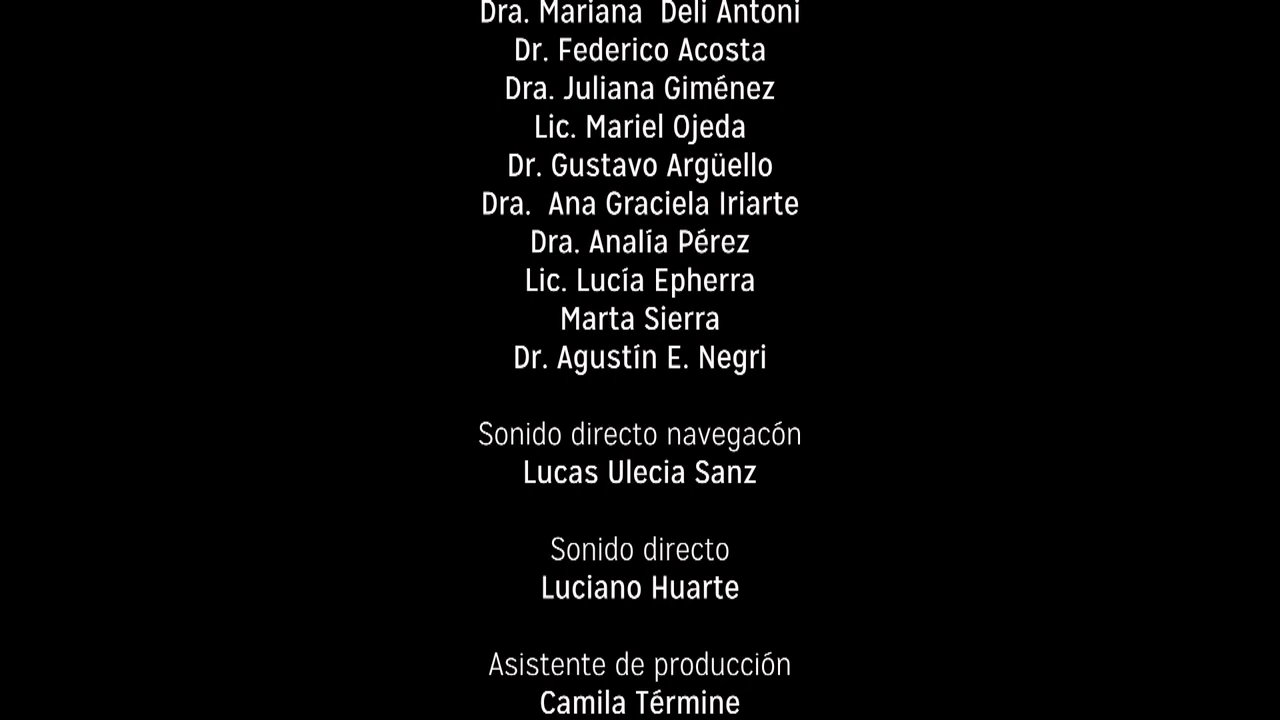 Dra. Mariana  Deli Antoni
Dr. Federico Acosta
Dra. Juliana Giménez
Lic. Mariel Ojeda
Dr. Gustavo Argüello
Dra.  Ana Graciela Iriarte
Dra. Analía Pérez
Lic. Lucía Epherra
Marta Sierra
Dr. Agustín E. Negri
Sonido directo navegacón
Lucas Ulecia Sanz
Sonido directo
Luciano Huarte
Asistente de producción
Camila Términe